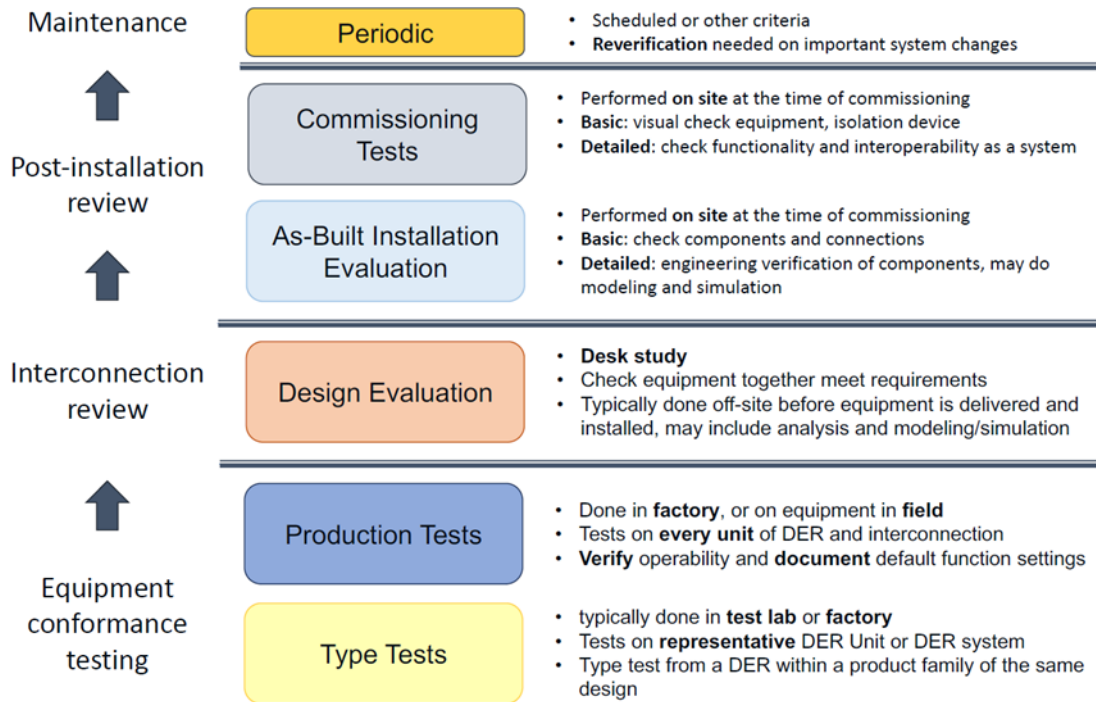 Maintenance
Periodic
• Scheduled or other criteria
• Reverification needed on important system changes
Post-installation
review
Commissioning
Tests
• Performed on site at the time of commissioning
• Basic: visual check equipment, isolation device
• Detailed: check functionality and interoperability as a system
As-Built Installation
Evaluation
• Performed on site at the time of commissioning
• Basic: check components and connections
• Detailed: engineering verification of components, may do
modeling and simulation
Interconnection
review
Design Evaluation
• Desk study
• Check equipment together meet requirements
• Typically done off-site before equipment is delivered and
installed, may include analysis and modeling/simulation
Equipment
conformance
testing
Production Tests
• Done in factory, or on equipment in field
• Tests on every unit of DER and interconnection
• Verify operability and document default function settings
Type Tests
• typically done in test lab or factory
• Tests on representative DER Unit or DER system
• Type test from a DER within a product family of the same
design